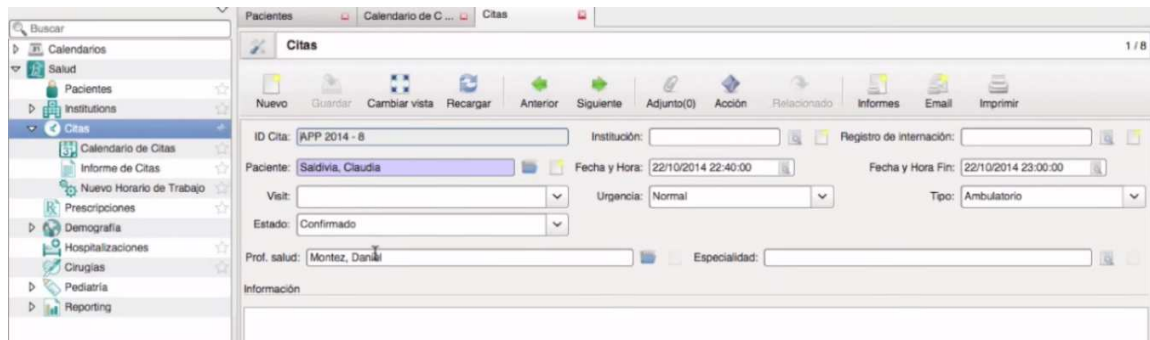 Buscar
Calendarios
Salud
Pacientes
Institutions
Citas
Calendario de Citas
Informe de Citas
Nuevo Horario de Trabajo
Prescripciones
Demografía
Hospitalizaciones
Cirugías
Pediatría
Reporting
Pacientes Calendario de C ... Citas
Citas 1 / 8
Nuevo Guardar Cambiar vista Recargar Anterior Siguiente Adjunto(0) Acción Relacionado Informes Email Imprimir
ID Cita: APP 2014 - 8 Institución: Registro de internación:
Paciente: Saldivia, Claudia Fecha y Hora: 22/10/2014 22:40:00 Fecha y Hora Fin: 22/10/2014 23:00:00
Visit: Urgencia: Normal Tipo: Ambulatorio
Estado: Confirmado
Prof. salud: Montez, Daniel Especialidad:
Información